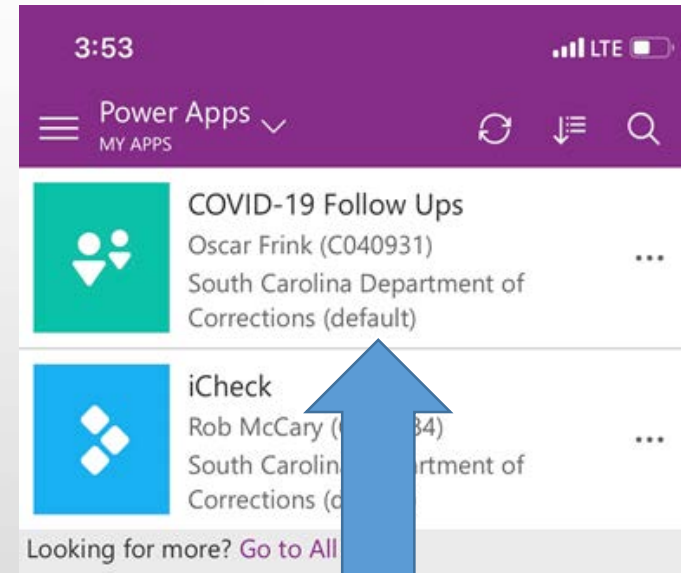 3:53 LTE
Power Apps
MY APPS
COVID-19 Follow Ups
Oscar Frink (C040931)
South Carolina Department of
Corrections (default)
iCheck
Rob McCary ( 34)
South Carolin rtment of
Corrections (d
Looking for more? Go to All